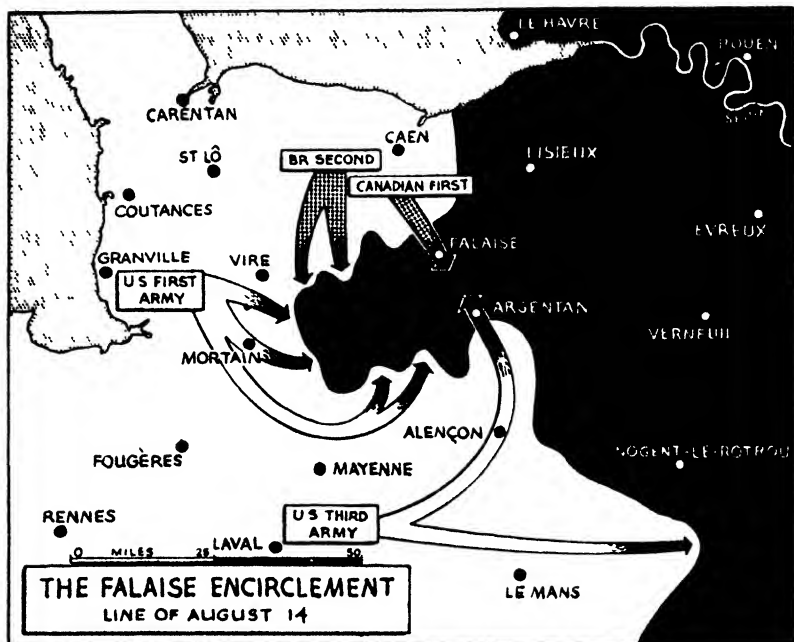 LE HAVRE
ROUEN
CARENTAN
ST LÔ
CAEN
BR SECOND
LISIEUX
CANADIAN FIRST
COUTANCES
EVREUX
FALAISE
GRANVILLE
VIRE
U S FIRST
ARMY
ARGENTAN
VERNEUIL
MORTAIN
ALENÇON
FOUGÈRES
MAYENNE
NOGENT-LE-ROTROU
U S THIRD
ARMY
RENNES
LAVAL
0 MILES 25 50
THE FALAISE ENCIRCLEMENT
LINE OF AUGUST 14
LE MANS